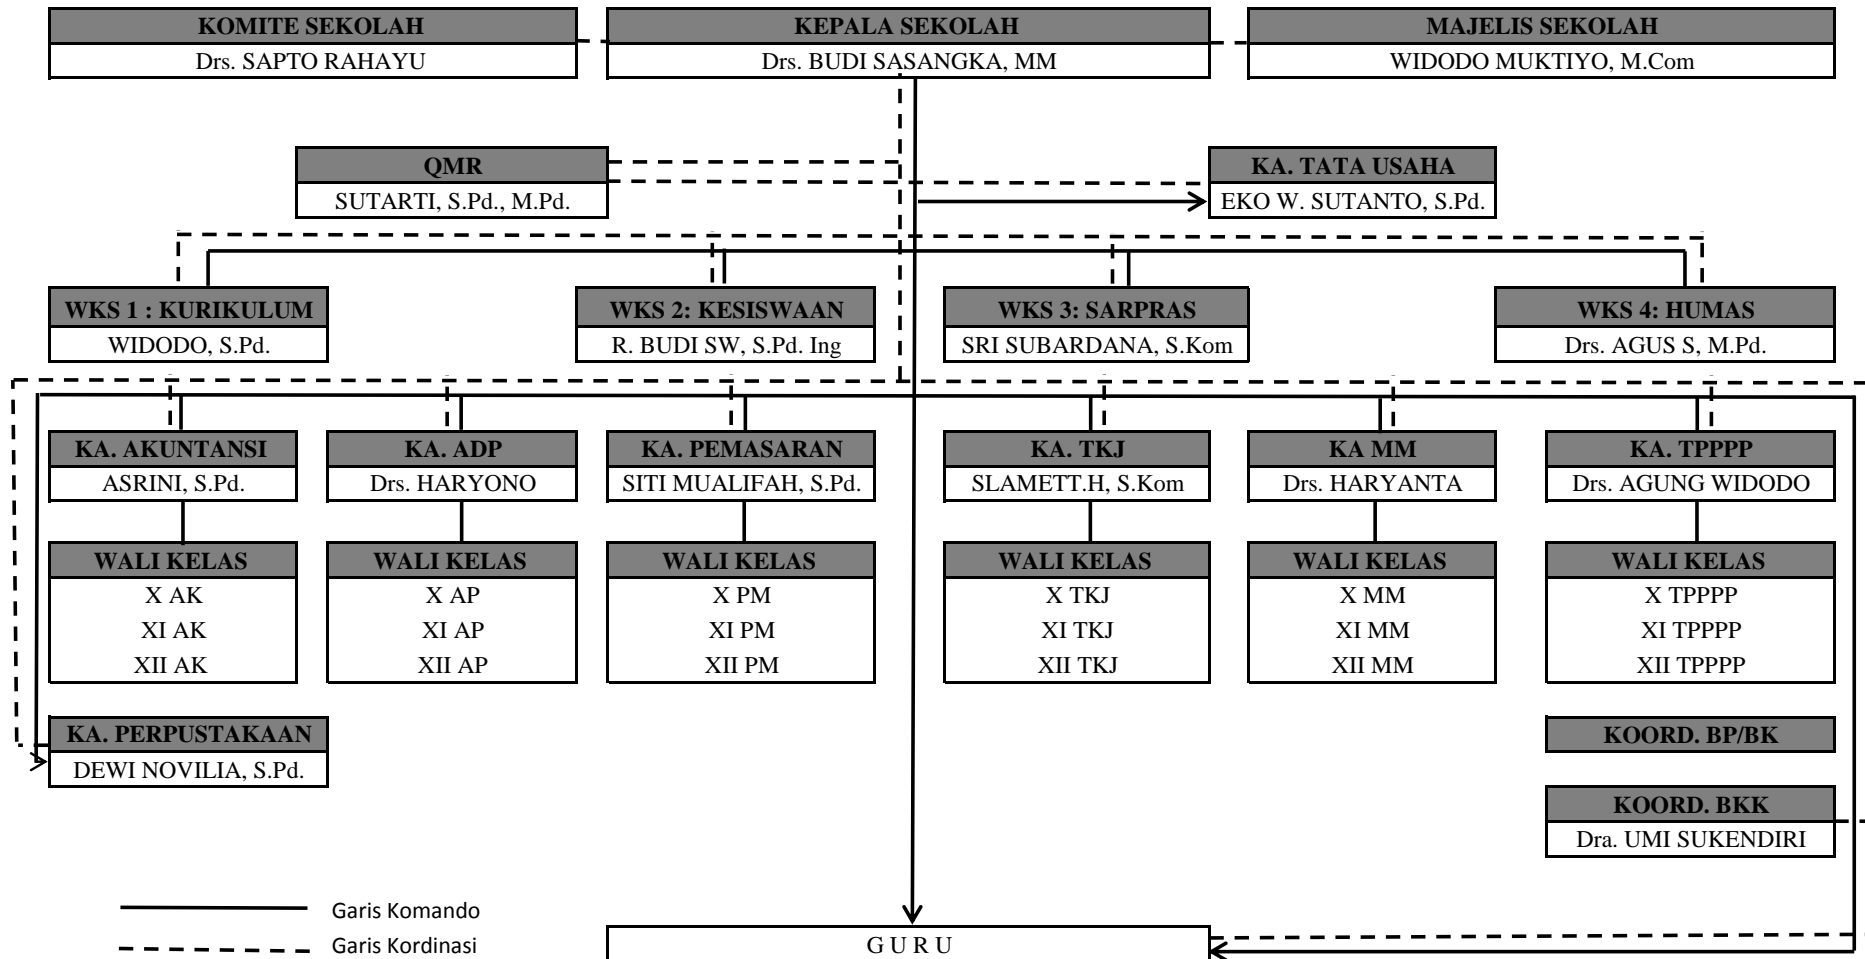 KOMITE SEKOLAH
Drs. SAPTO RAHAYU
KEPALA SEKOLAH
Drs. BUDI SASANGKA, MM
MAJELIS SEKOLAH
WIDODO MUKTIYO, M.Com
QMR
SUTARTI, S.Pd., M.Pd.
KA. TATA USAHA
EKO W. SUTANTO, S.Pd.
WKS 1 : KURIKULUM
WIDODO, S.Pd.
WKS 2: KESISWAAN
R. BUDI SW, S.Pd. Ing
WKS 3: SARPRAS
SRI SUBARDANA, S.Kom
WKS 4: HUMAS
Drs. AGUS S, M.Pd.
KA. AKUNTANSI
ASRINI, S.Pd.
KA. ADP
Drs. HARYONO
KA. PEMASARAN
SITI MUALIFAH, S.Pd.
KA. TKJ
SLAMETT.H, S.Kom
KA MM
Drs. HARYANTA
KA. TPPPP
Drs. AGUNG WIDODO
WALI KELAS
X AK
XI AK
XII AK
WALI KELAS
X AP
XI AP
XII AP
WALI KELAS
X PM
XI PM
XII PM
WALI KELAS
X TKJ
XI TKJ
XII TKJ
WALI KELAS
X MM
XI MM
XII MM
WALI KELAS
X TPPPP
XI TPPPP
XII TPPPP
KA. PERPUSTAKAAN
DEWI NOVILIA, S.Pd.
KOORD. BP/BK
KOORD. BKK
Dra. UMI SUKENDIRI
Garis Komando
Garis Kordinasi
G U R U